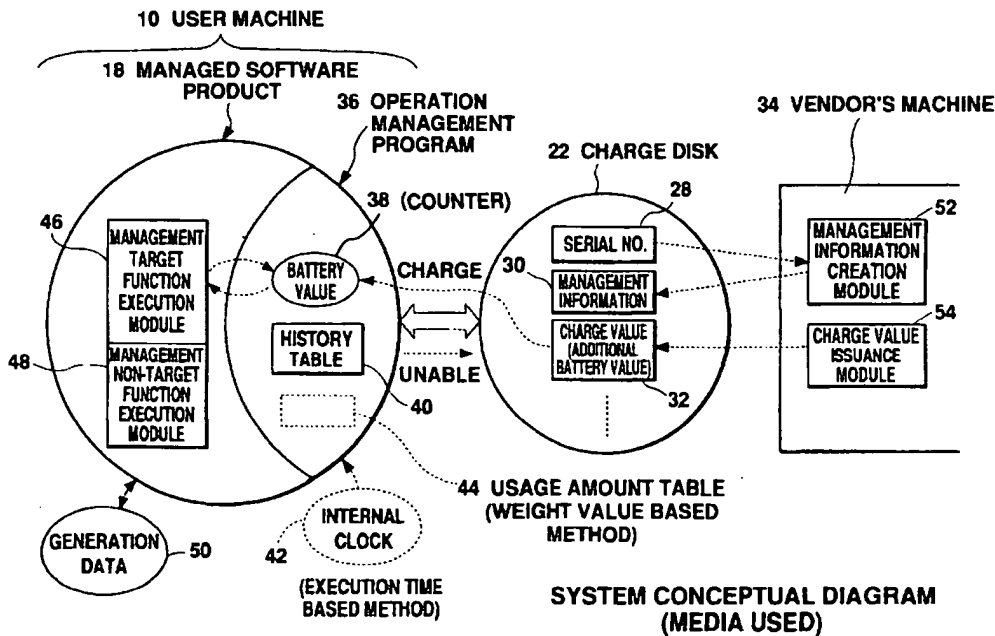 10 USER MACHINE
18 MANAGED SOFTWARE
PRODUCT
36 OPERATION
MANAGEMENT
PROGRAM
34 VENDOR'S MACHINE
22 CHARGE DISK
38 (COUNTER)
28
52
46
MANAGEMENT
TARGET
FUNCTION
EXECUTION
MODULE
BATTERY
VALUE
CHARGE
SERIAL NO.
30
MANAGEMENT
INFORMATION
MANAGEMENT
INFORMATION
CREATION
MODULE
54
48
MANAGEMENT
NON-TARGET
FUNCTION
EXECUTION
MODULE
HISTORY
TABLE
UNABLE
40
CHARGE VALUE
(ADDITIONAL
BATTERY VALUE)
32
CHARGE VALUE
ISSUANCE
MODULE
44 USAGE AMOUNT TABLE
(WEIGHT VALUE BASED
METHOD)
GENERATION
DATA
50
42
INTERNAL
CLOCK
(EXECUTION TIME
BASED METHOD)
SYSTEM CONCEPTUAL DIAGRAM
(MEDIA USED)